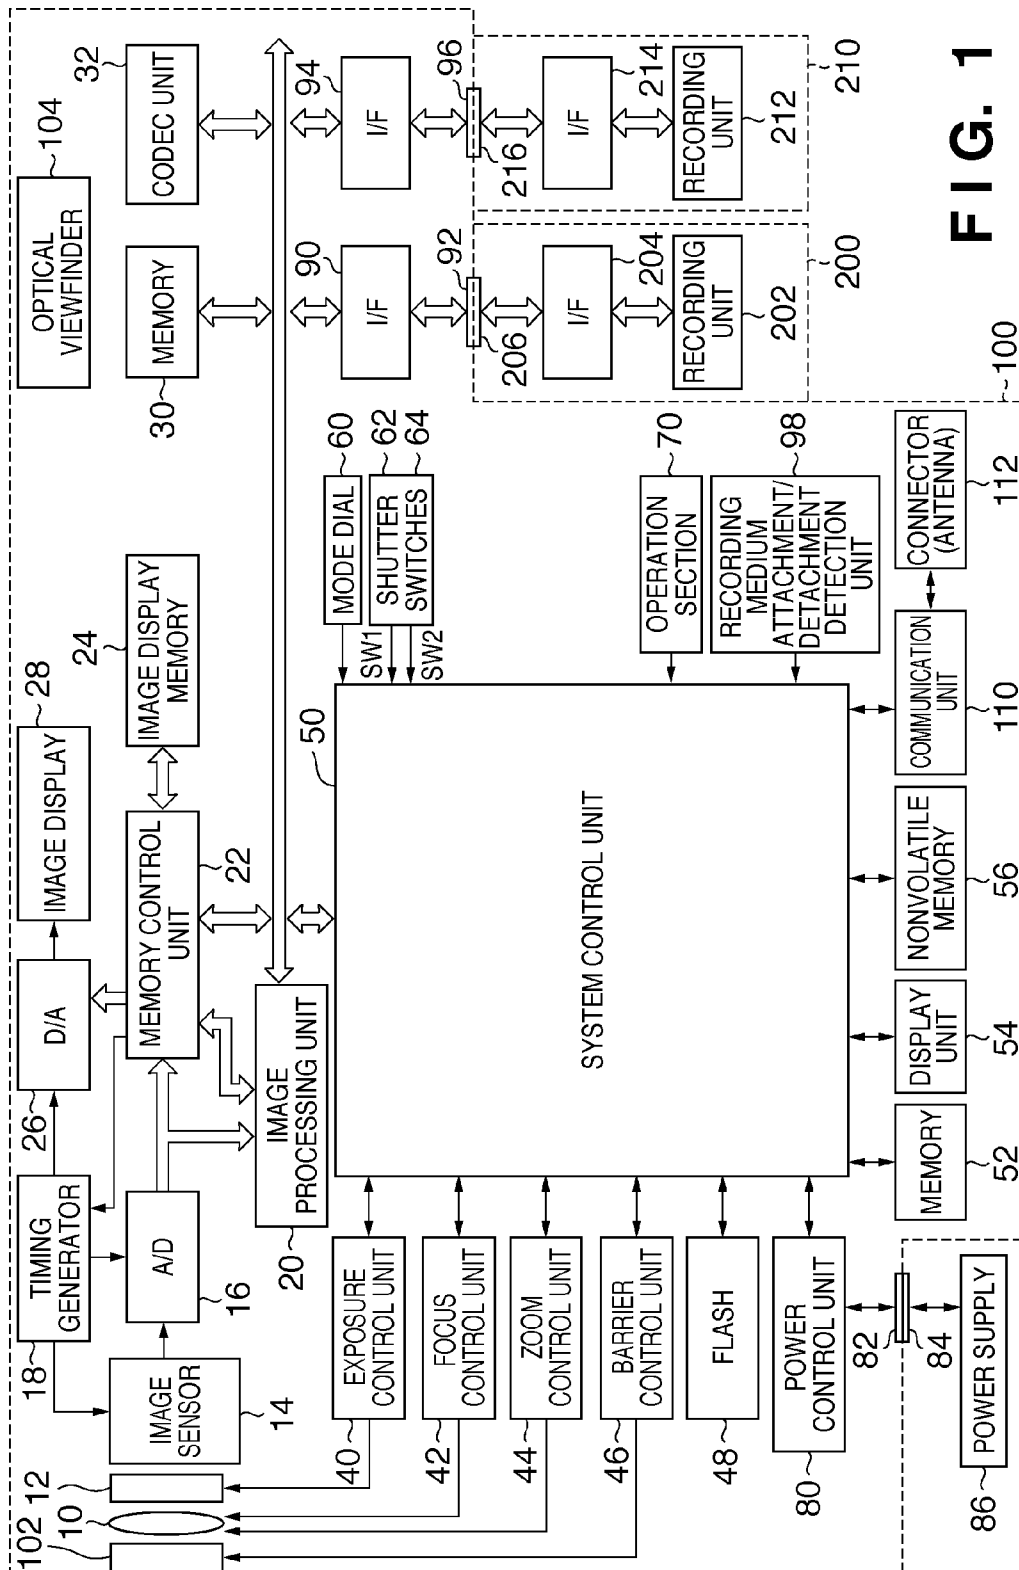 102
10
12
IMAGE
SENSOR
14
18
TIMING
GENERATOR
A/D
16
26
D/A
28
IMAGE DISPLAY
24
IMAGE DISPLAY
MEMORY
MEMORY CONTROL
UNIT
22
20
IMAGE
PROCESSING UNIT
OPTICAL
VIEWFINDER
104
30
MEMORY
32
CODEC UNIT
90
I/F
94
I/F
92
206
96
216
I/F
204
I/F
214
RECORDING
UNIT
202
RECORDING
UNIT
212
200
210
100
40
EXPOSURE
CONTROL UNIT
42
FOCUS
CONTROL UNIT
44
ZOOM
CONTROL UNIT
46
BARRIER
CONTROL UNIT
48
FLASH
80
POWER
CONTROL UNIT
82
84
86
POWER SUPPLY
50
SYSTEM CONTROL UNIT
MODE DIAL
60
SW1
SW2
SHUTTER
SWITCHES
62
64
OPERATION
SECTION
70
RECORDING
MEDIUM
ATTACHMENT/
DETACHMENT
DETECTION
UNIT
98
MEMORY
52
DISPLAY
UNIT
54
NONVOLATILE
MEMORY
56
COMMUNICATION
UNIT
110
CONNECTOR
(ANTENNA)
112
FIG. 1